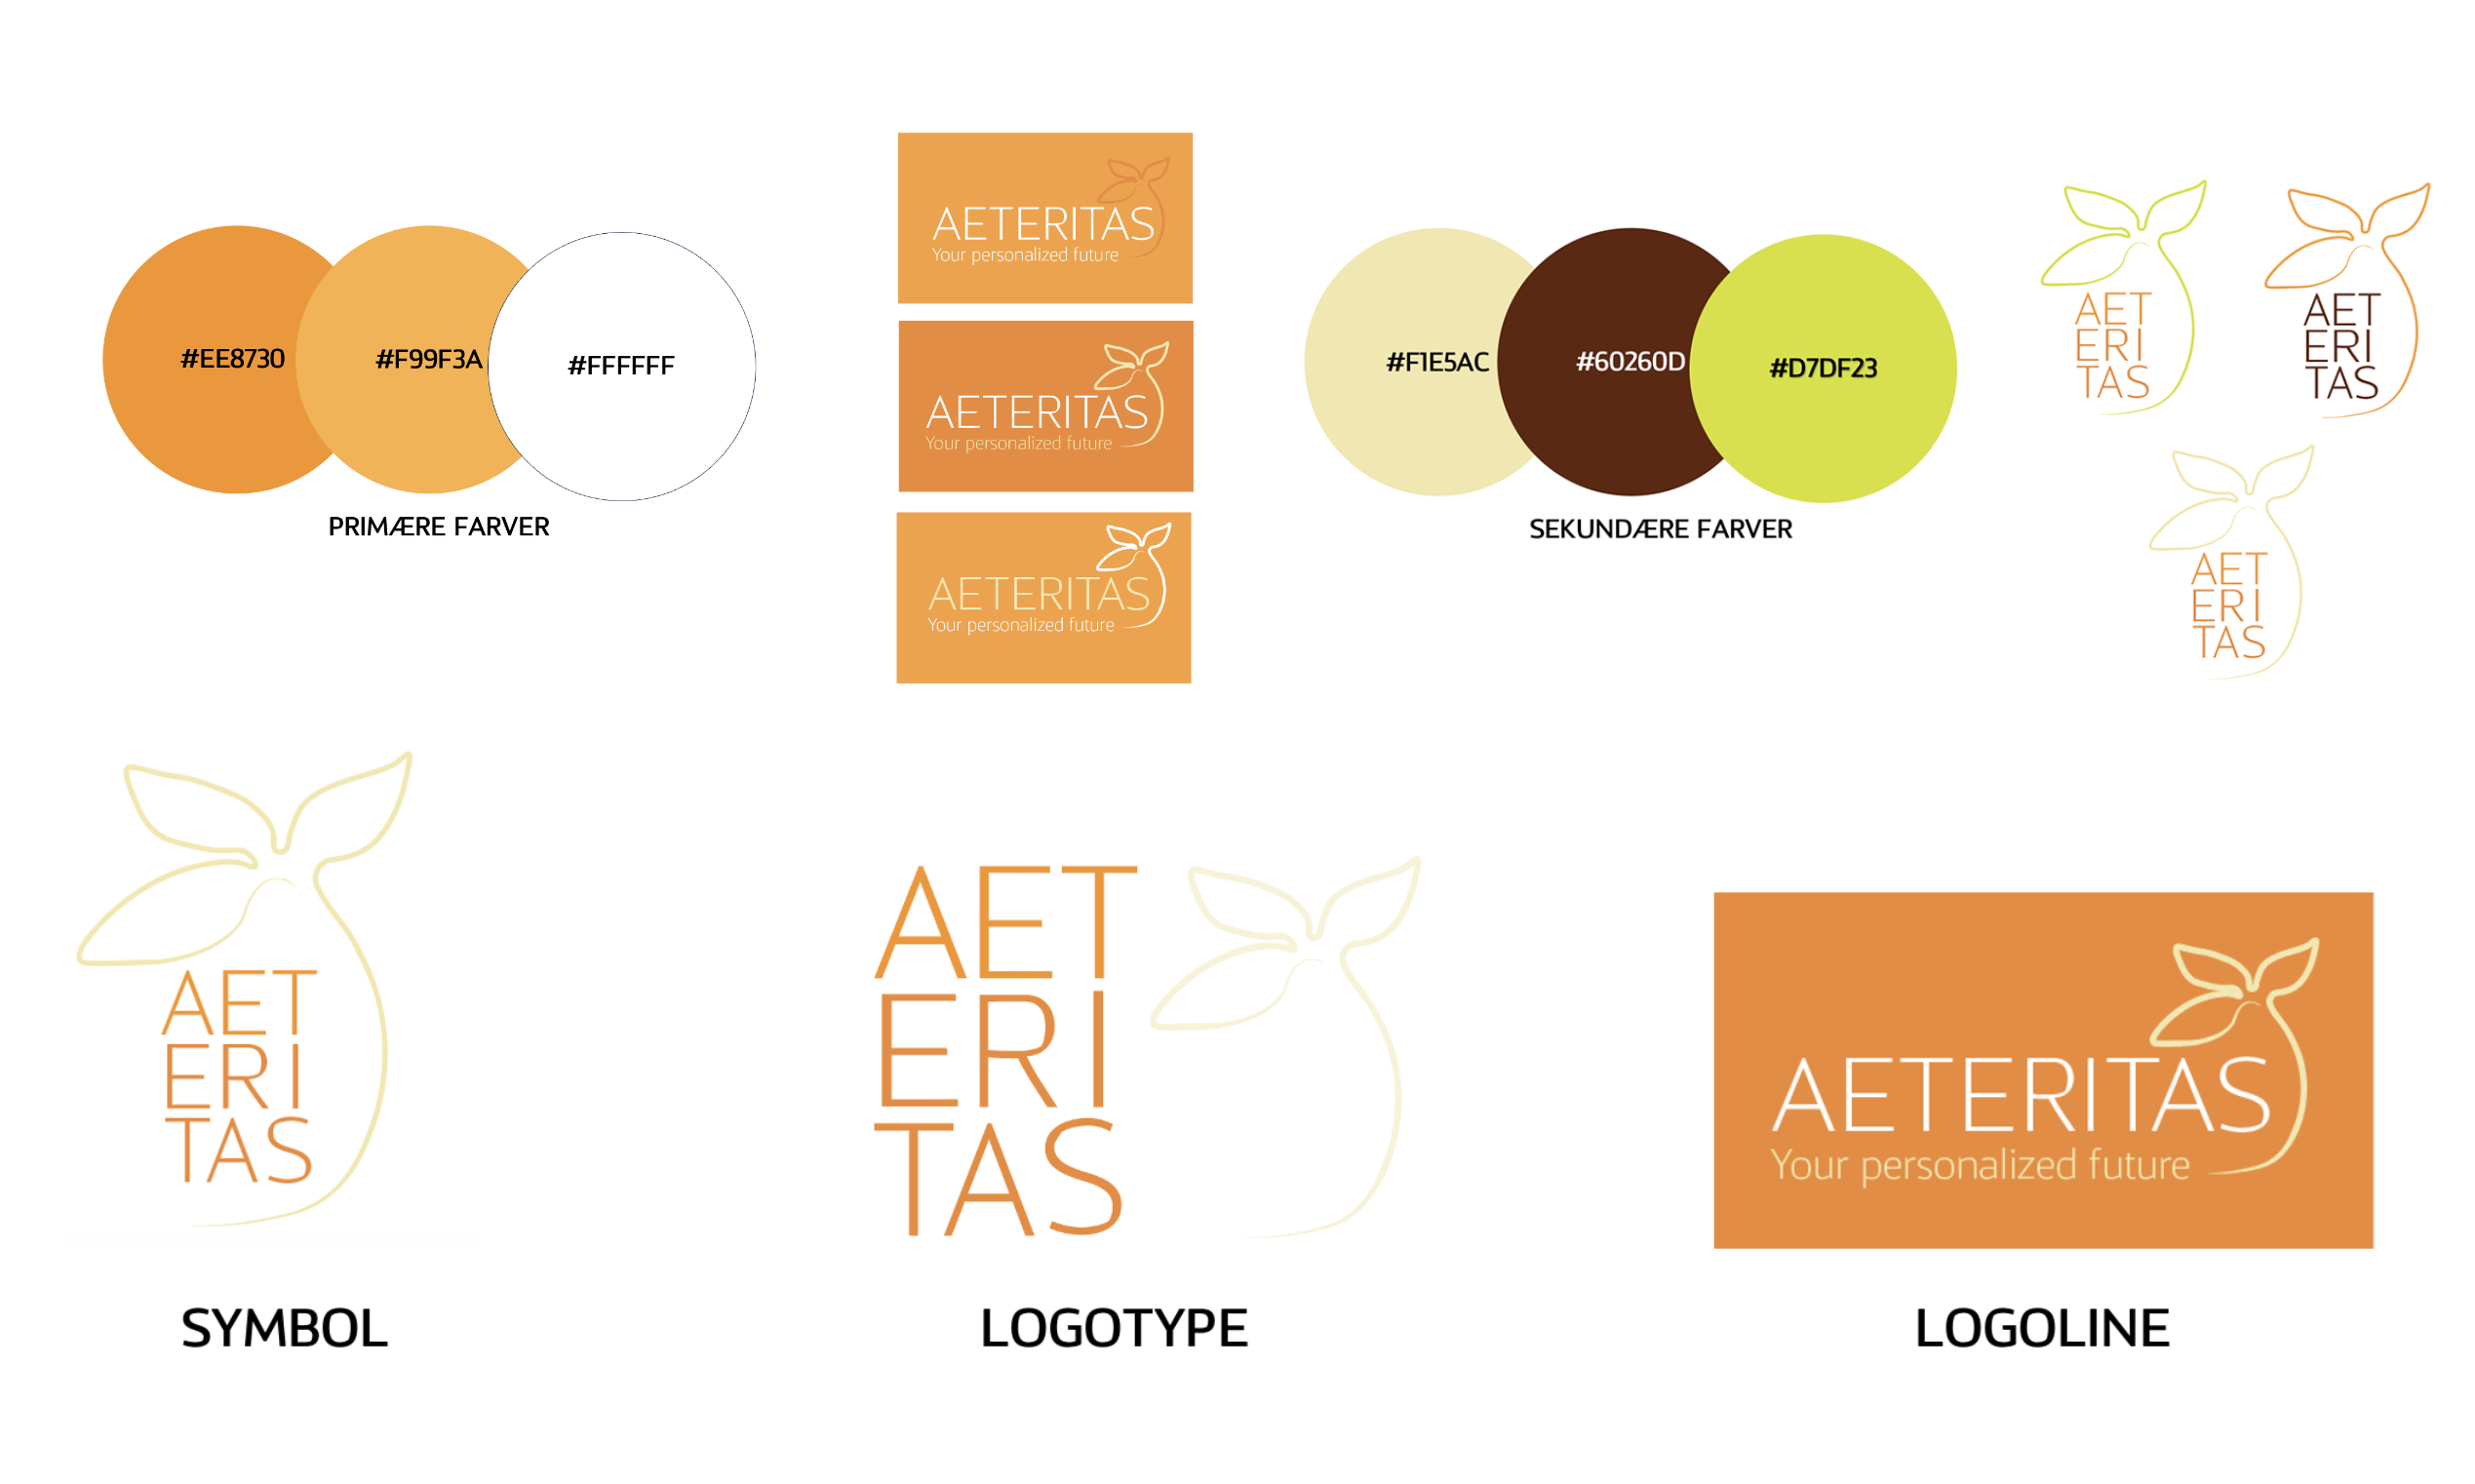 #EE8730
#F99F3A
#FFFFFF
PRIMÆRE FARVER
AETERITAS
Your personalized future
AETERITAS
Your personalized future
AETERITAS
Your personalized future
#F1E5AC
#60260D
#D7DF23
SEKUNDÆRE FARVER
AET
ERI
TAS
AET
ERI
TAS
AET
ERI
TAS
AET
ERI
TAS
SYMBOL
AET
ERI
TAS
LOGOTYPE
AETERITAS
Your personalized future
LOGOLINE